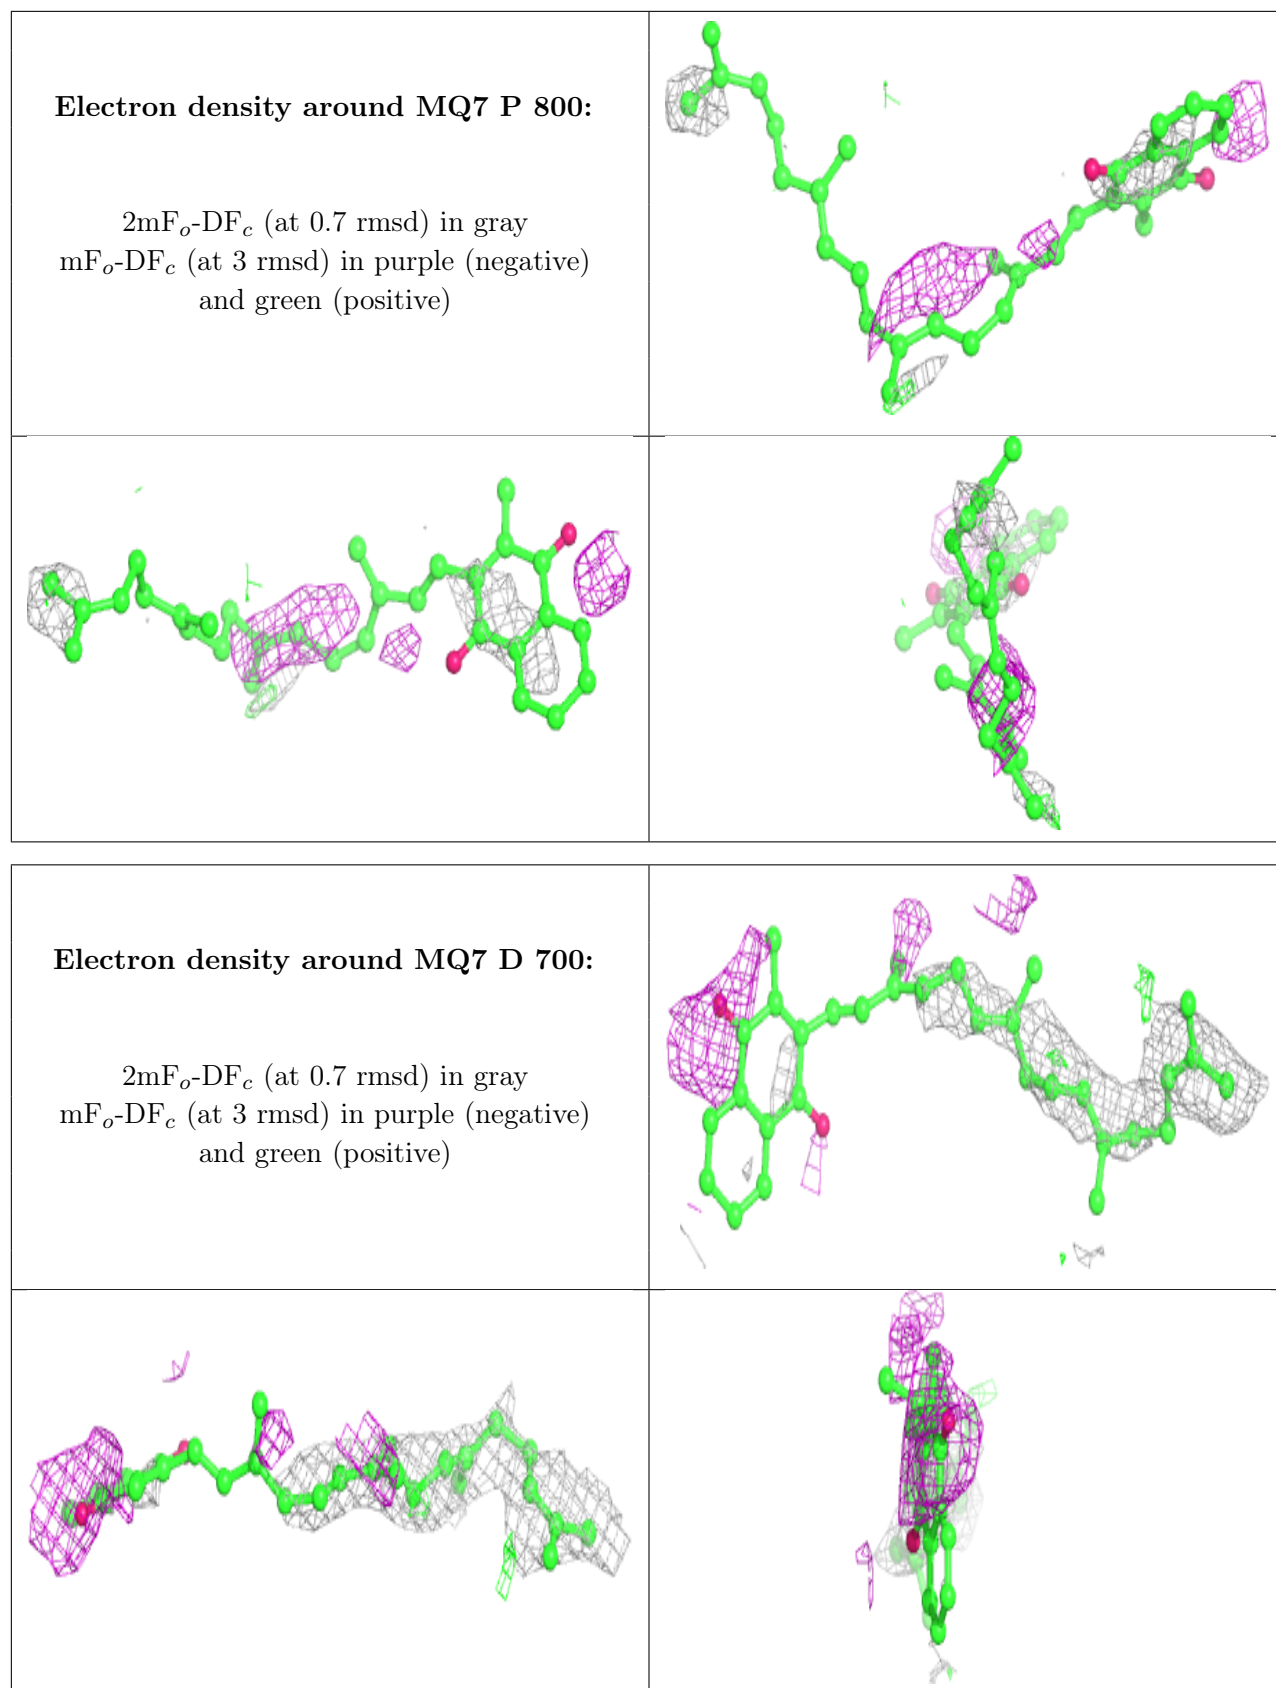 Electron density around MQ7 P 800:
2mFo-DFc (at 0.7 rmsd) in gray
mFo-DFc (at 3 rmsd) in purple (negative)
and green (positive)
Electron density around MQ7 D 700:
2mFo-DFc (at 0.7 rmsd) in gray
mFo-DFc (at 3 rmsd) in purple (negative)
and green (positive)